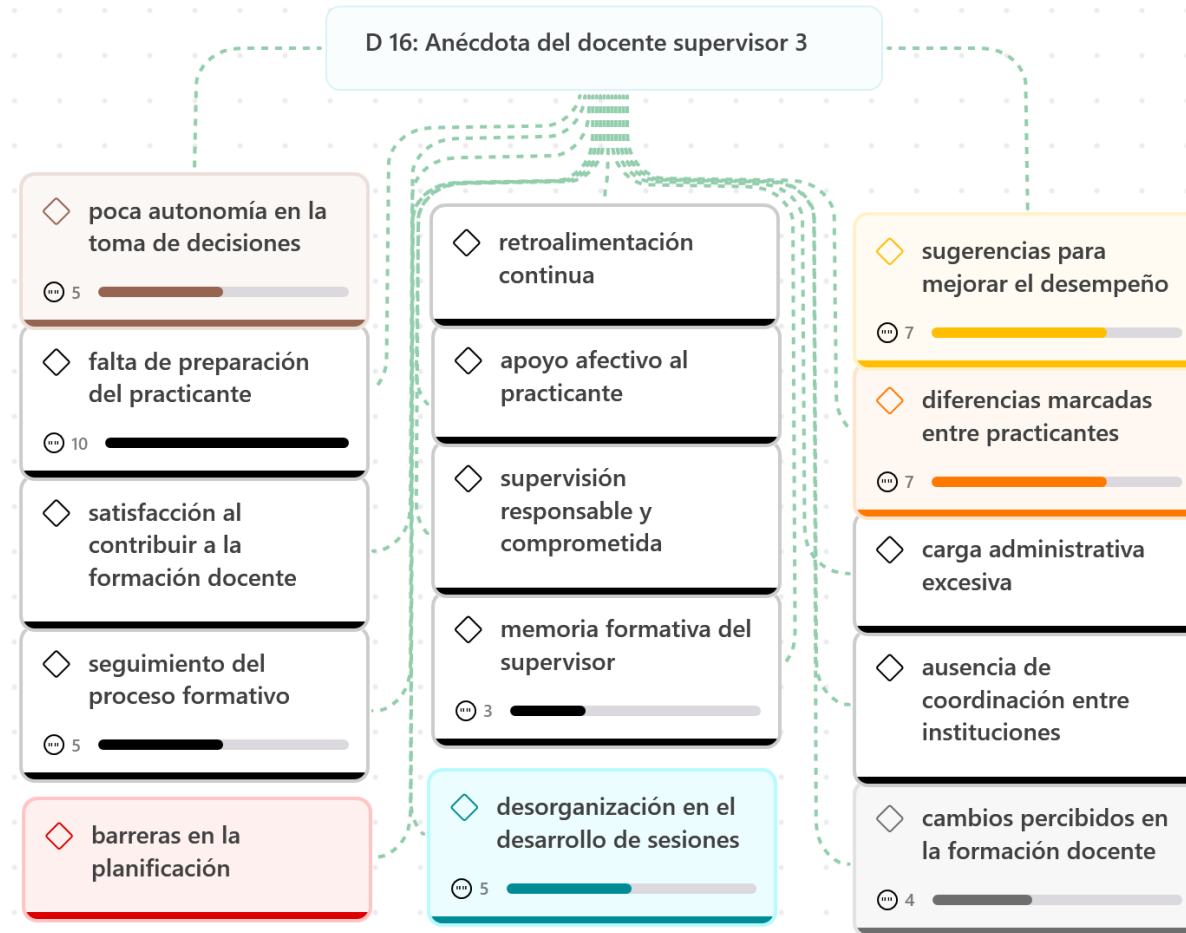 D 16: Anécdota del docente supervisor 3
poca autonomía en la
toma de decisiones
5
falta de preparación
del practicante
10
satisfacción al
contribuir a la
formación docente
seguimiento del
proceso formativo
5
barreras en la
planificación
retroalimentación
continua
apoyo afectivo al
practicante
supervisión
responsable y
comprometida
memoria formativa del
supervisor
3
desorganización en el
desarrollo de sesiones
5
sugerencias para
mejorar el desempeño
7
diferencias marcadas
entre practicantes
7
carga administrativa
excesiva
ausencia de
coordinación entre
instituciones
cambios percibidos en
la formación docente
4